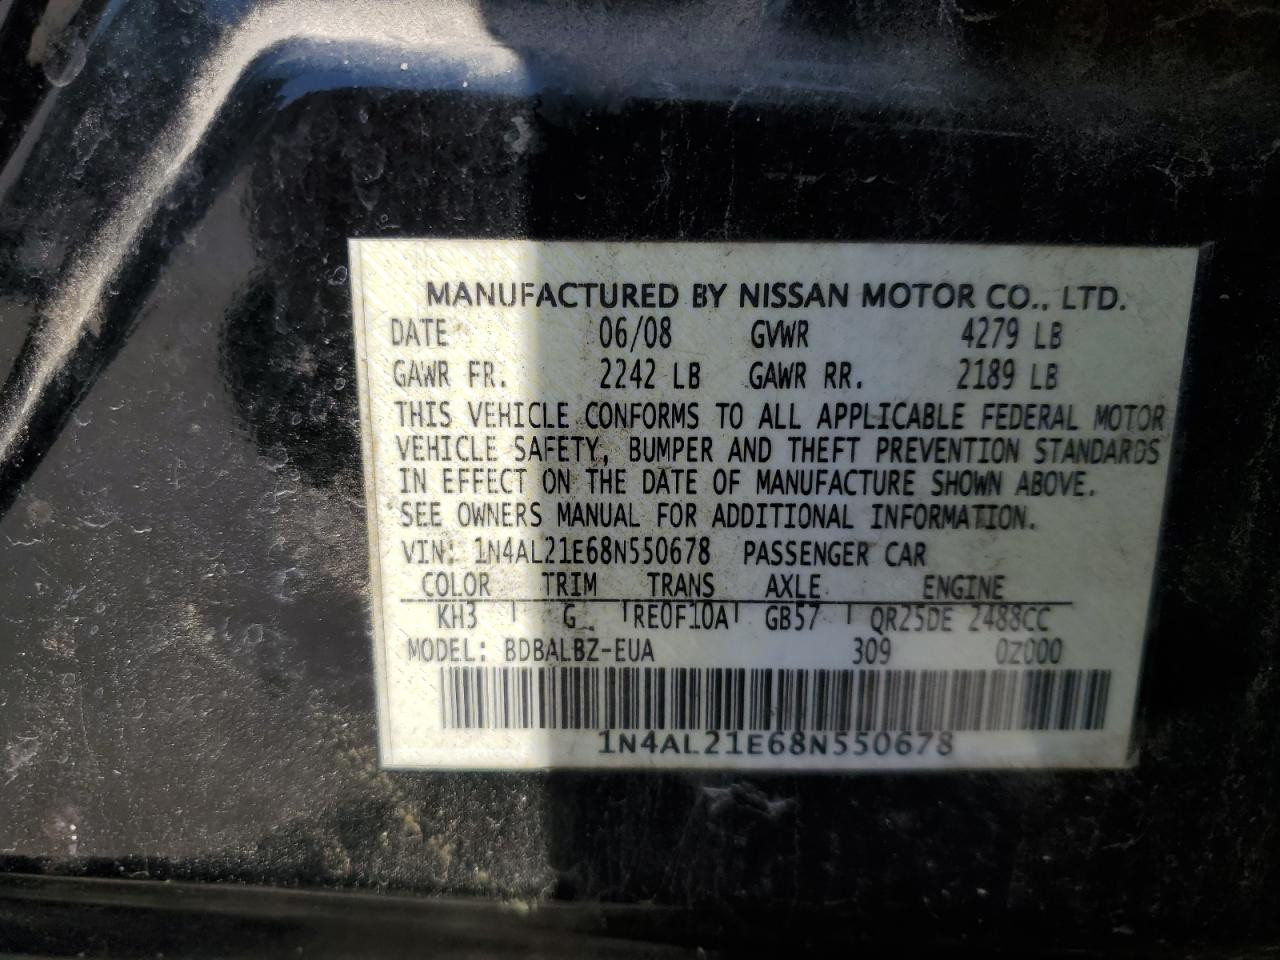 MANUFACTURED BY NISSAN MOTOR CO., LTD.
DATE 06/08 GVWR 4279 LB
GAWR FR. 2242 LB GAWR RR. 2189 LB
THIS VEHICLE CONFORMS TO ALL APPLICABLE FEDERAL MOTOR
VEHICLE SAFETY, BUMPER AND THEFT PREVENTION STANDARDS
IN EFFECT ON THE DATE OF MANUFACTURE SHOWN ABOVE.
SEE OWNERS MANUAL FOR ADDITIONAL INFORMATION.
VIN: 1N4AL21E68N550678 PASSENGER CAR
COLOR TRIM TRANS AXLE ENGINE
KH3 G RE0F10A GB57 QR25DE 2488CC
MODEL: BDBALBZ-EUA 309 0Z000
1N4AL21E68N550678